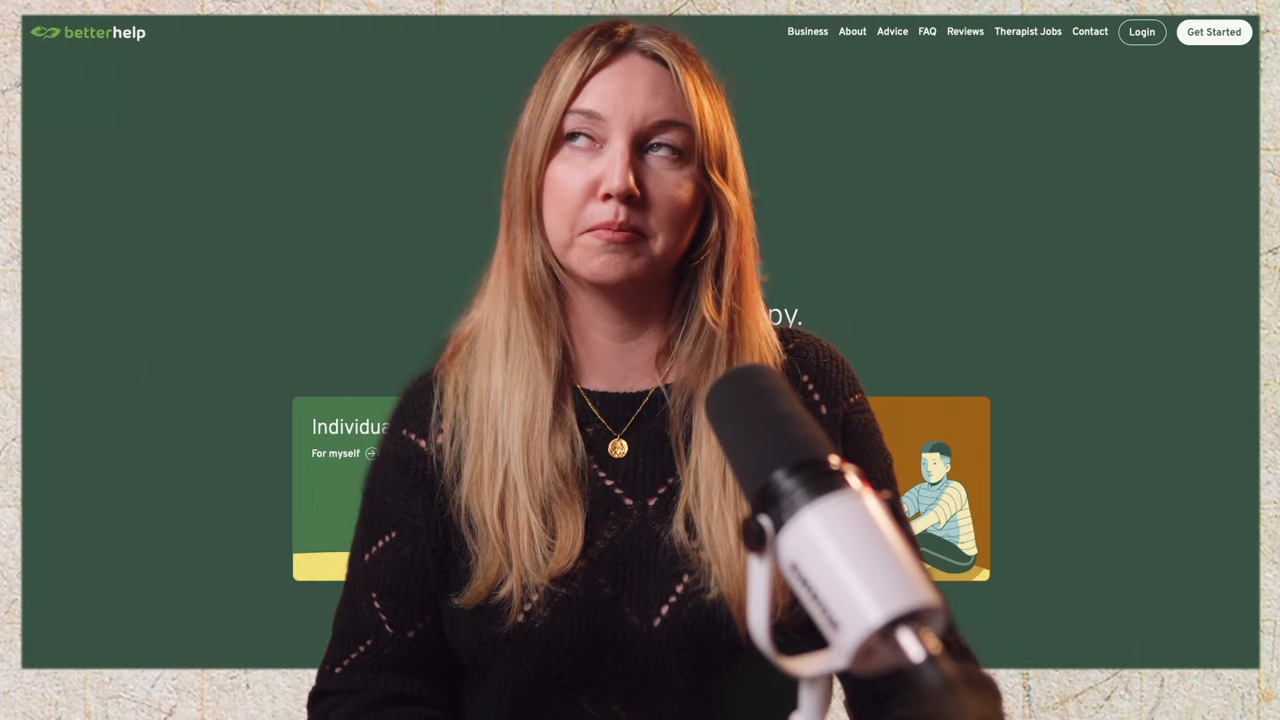 betterhelp
Business About Advice FAQ Reviews Therapist Jobs Contact Login Get Started
py.
Individua
For myself